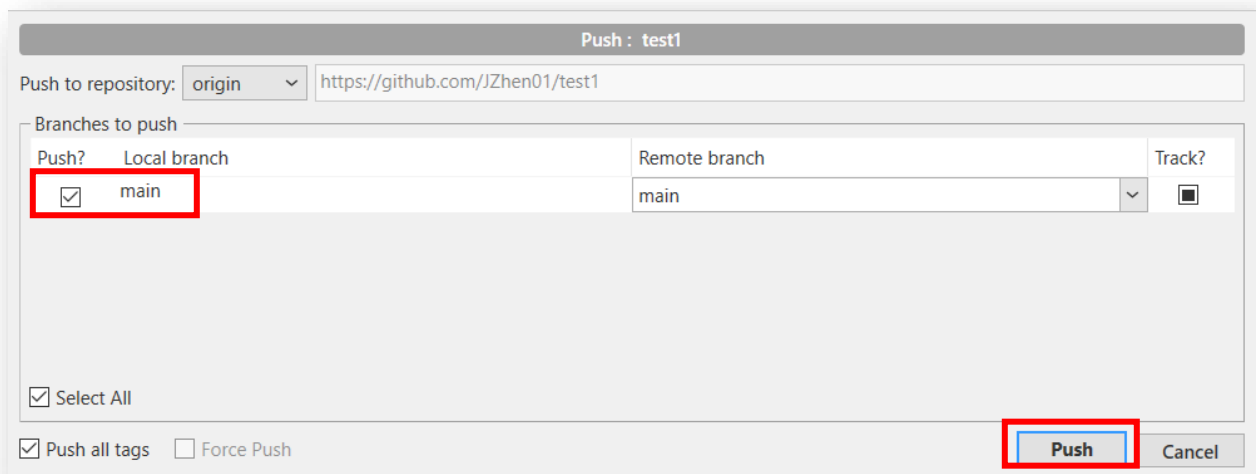 Push : test1
Push to repository: origin https://github.com/JZhen01/test1
Branches to push
Push? Local branch Remote branch Track?
main main
Select All
Push all tags Force Push Push Cancel